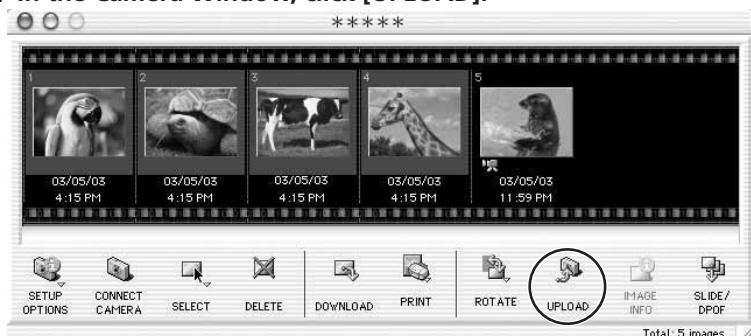 In the Camera Window, click [UPLOAD].
*****
1 2 3 4 5
03/05/03 03/05/03 03/05/03 03/05/03 03/05/03
4:15 PM 4:15 PM 4:15 PM 4:15 PM 11:59 PM
SETUP OPTIONS CONNECT CAMERA SELECT DELETE DOWNLOAD PRINT ROTATE UPLOAD IMAGE INFO SLIDE/ DPOF
Total: 5 images